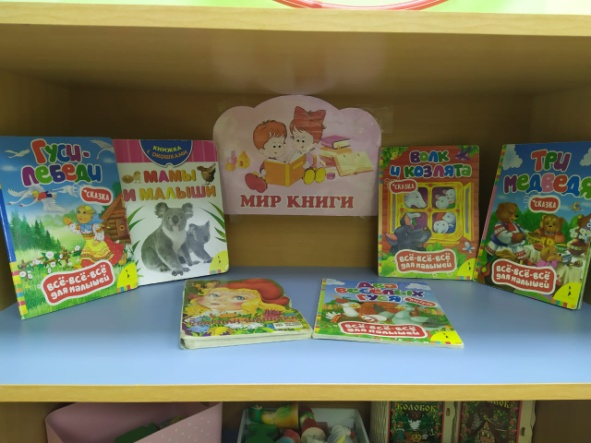 Гуси-
лебеди
сказка
всё-всё-всё
для малышей
книжка
с окошками
Мамы
и малыши
МИР КНИГИ
Волк
и козлята
сказка
всё-всё-всё
для малышей
Три
медведя
сказка
всё-всё-всё
для малышей
Два
весёлых
гуся
всё-всё-всё
для малышей
КОЛОБОК